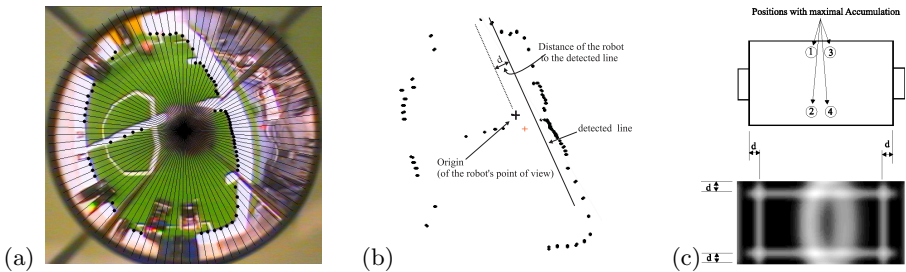 (a)
d
Distance of the robot
to the detected line
detected line
Origin
(of the robot's point of view)
(b)
Positions with maximal Accumulation
1
3
2
4
d
d
d
d
(c)